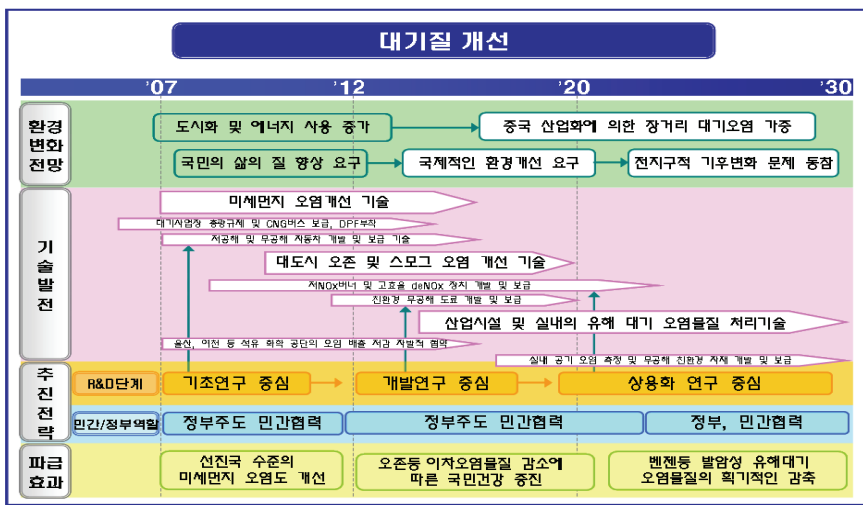 대기질 개선
'07 '12 '20 '30
환경
변화
전망
도시화 및 에너지 사용 증가
중국 산업화에 의한 장거리 대기오염 가중
국민의 삶의 질 향상 요구
국제적인 환경개선 요구
전지구적 기후변화 문제 동참
기술발전
미세먼지 오염개선 기술
대기사업장 총량규제 및 CNG버스 보급, DPF부착
저공해 및 무공해 자동차 개발 및 보급 기술
대도시 오존 및 스모그 오염 개선 기술
저NOx버너 및 고효율 deNOx 장치 개발 및 보급
친환경 무공해 도료 개발 및 보급
산업시설 및 실내의 유해 대기 오염물질 처리기술
울산, 여천 등 석유 화학 공단의 오염 배출 저감 자발적 협약
실내 공기 오염 측정 및 무공해 친환경 자재 개발 및 보급
추진전략
R&D단계
기초연구 중심
개발연구 중심
상용화 연구 중심
민간/정부역할
정부주도 민간협력
정부주도 민간협력
정부, 민간협력
파급
효과
선진국 수준의
미세먼지 오염도 개선
오존등 이차오염물질 감소에
따른 국민건강 증진
벤젠등 발암성 유해대기
오염물질의 획기적인 감축